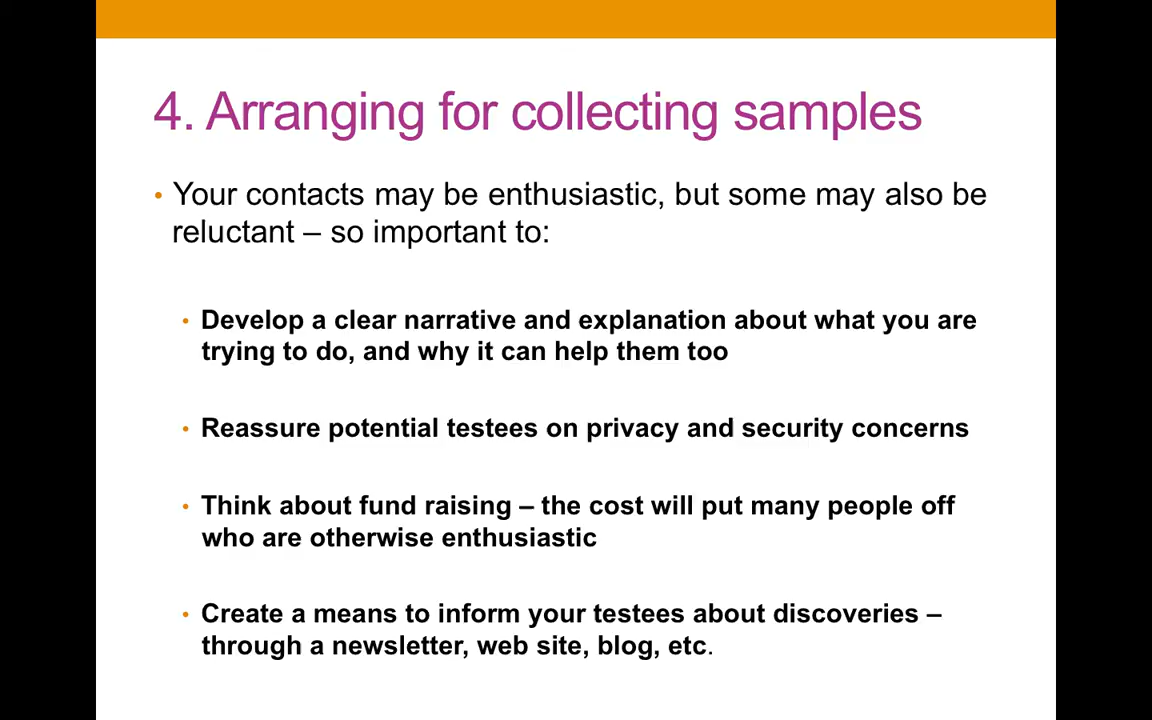 4. Arranging for collecting samples
• Your contacts may be enthusiastic, but some may also be
reluctant – so important to:
• Develop a clear narrative and explanation about what you are
trying to do, and why it can help them too
• Reassure potential testees on privacy and security concerns
• Think about fund raising – the cost will put many people off
who are otherwise enthusiastic
• Create a means to inform your testees about discoveries –
through a newsletter, web site, blog, etc.